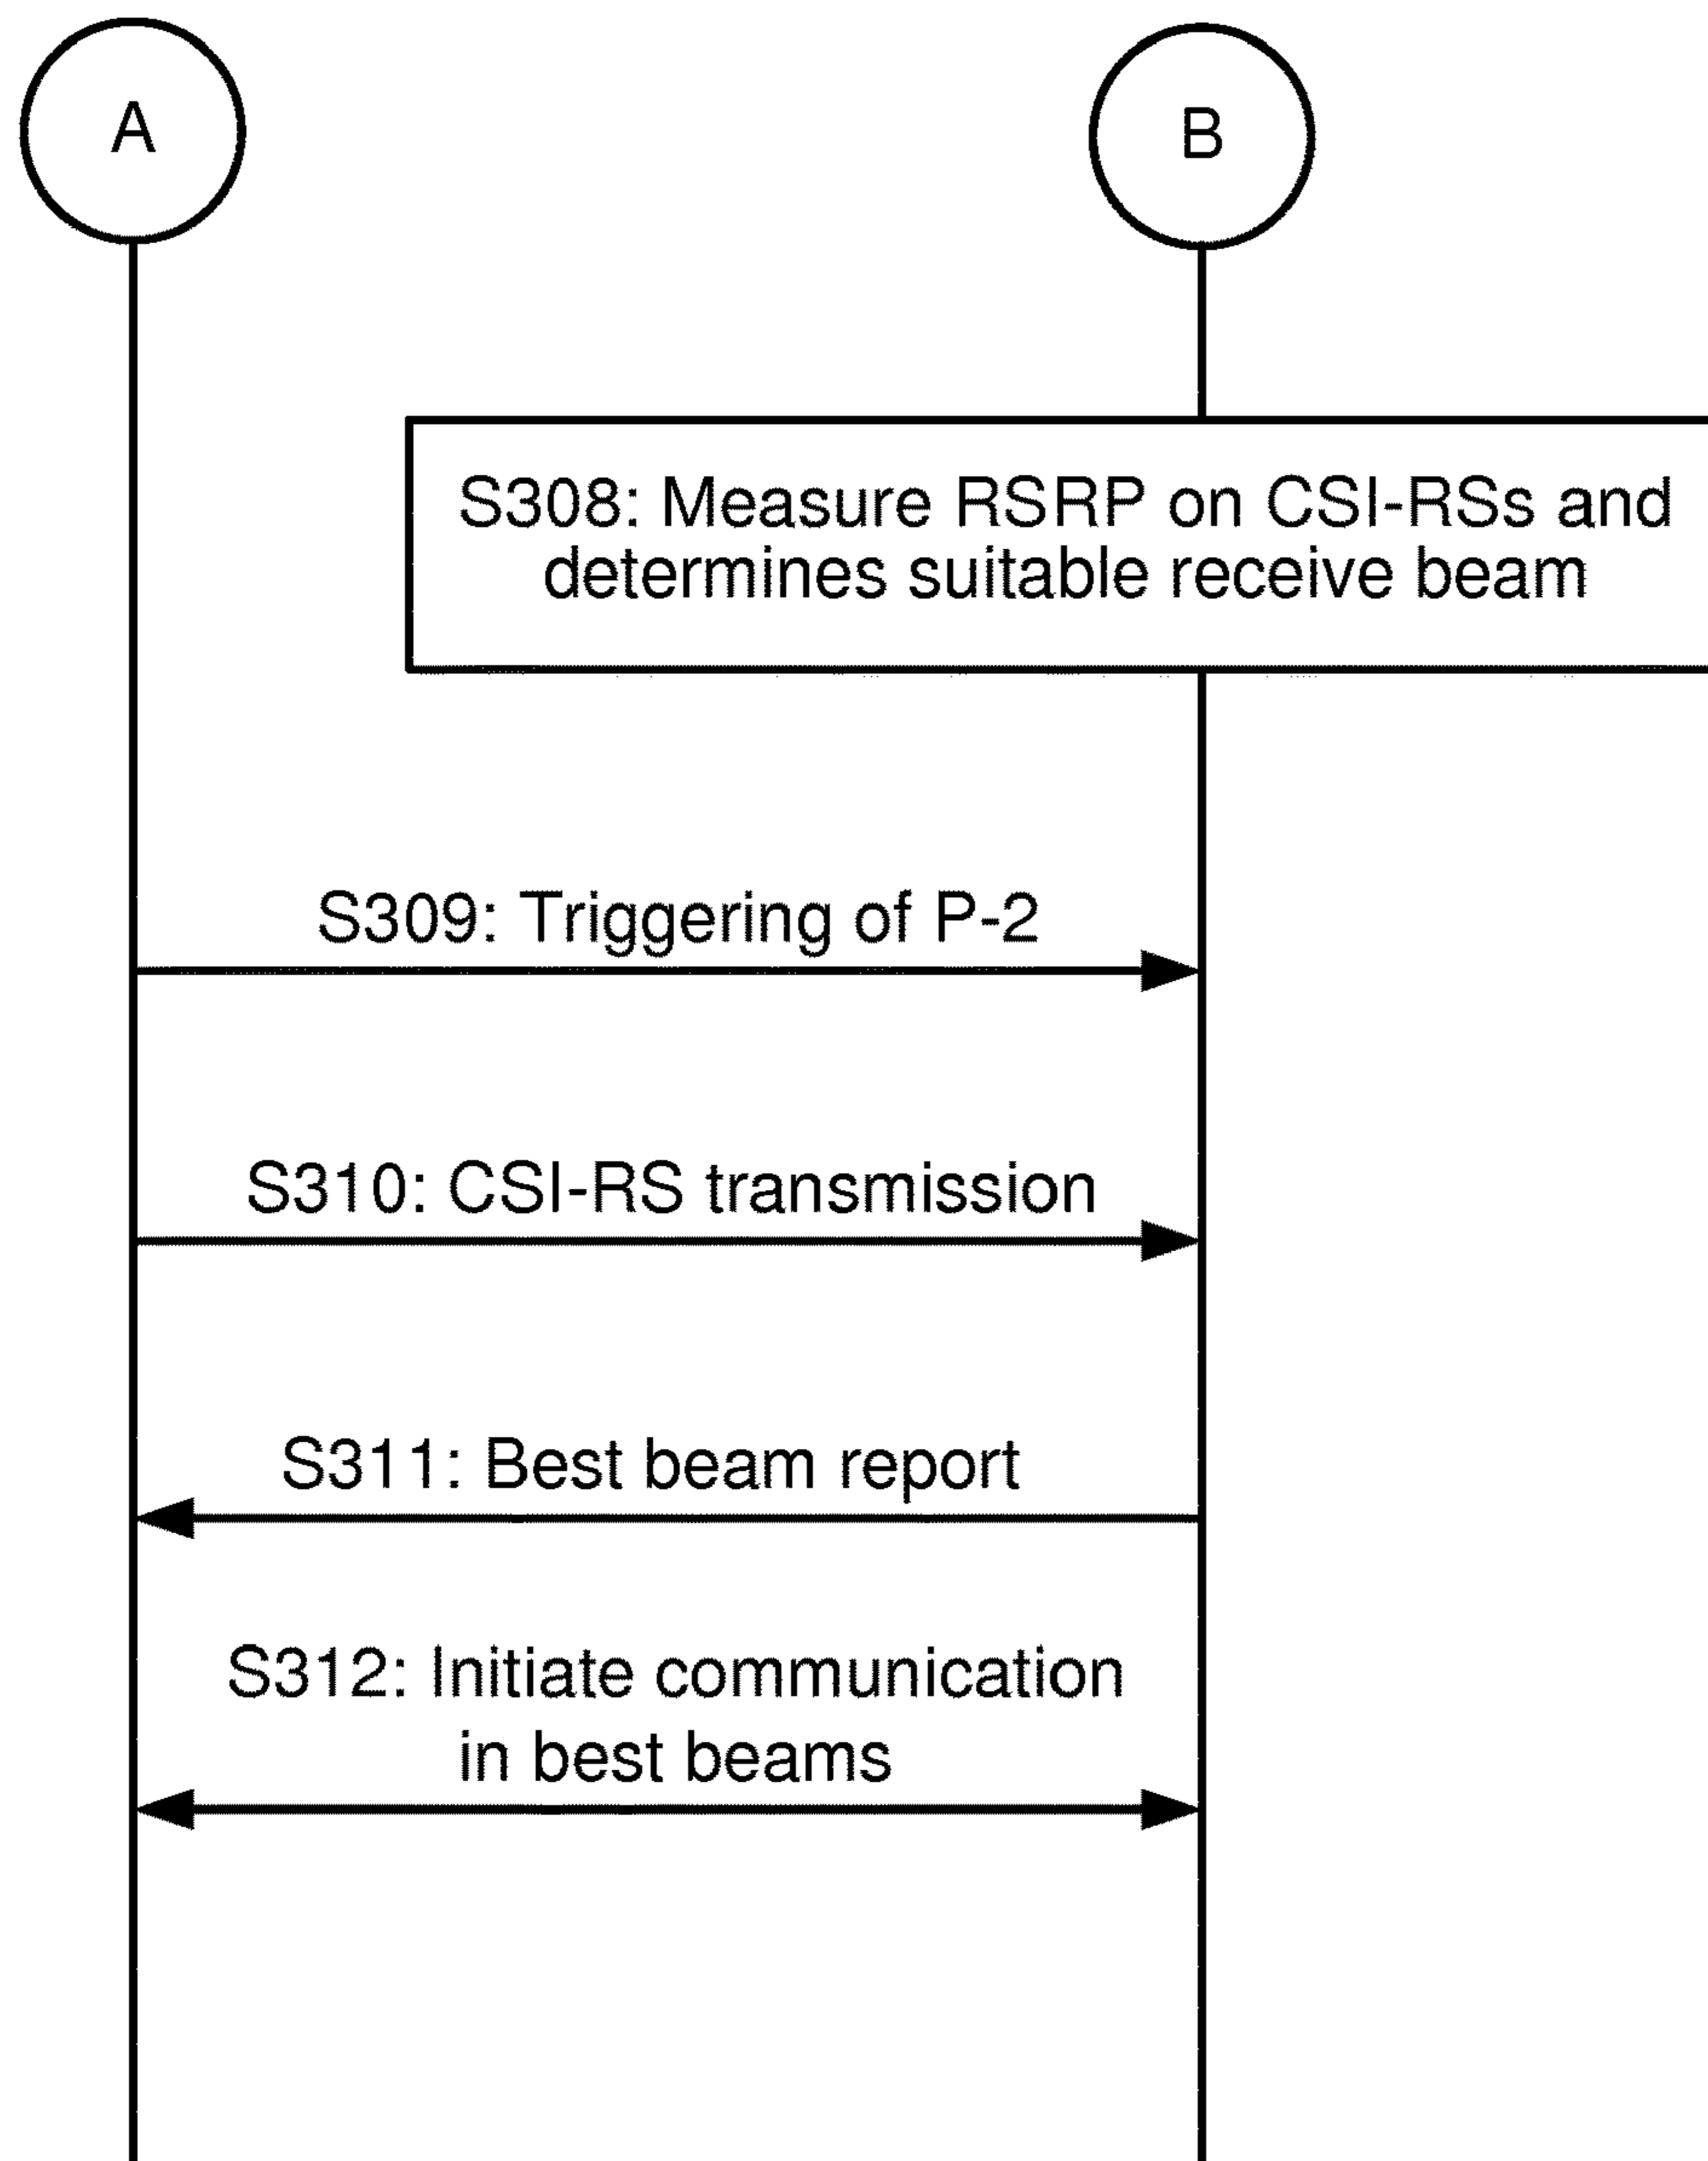 A
B
S308: Measure RSRP on CSI-RSs and
determines suitable receive beam
S309: Triggering of P-2
S310: CSI-RS transmission
S311: Best beam report
S312: Initiate communication
in best beams